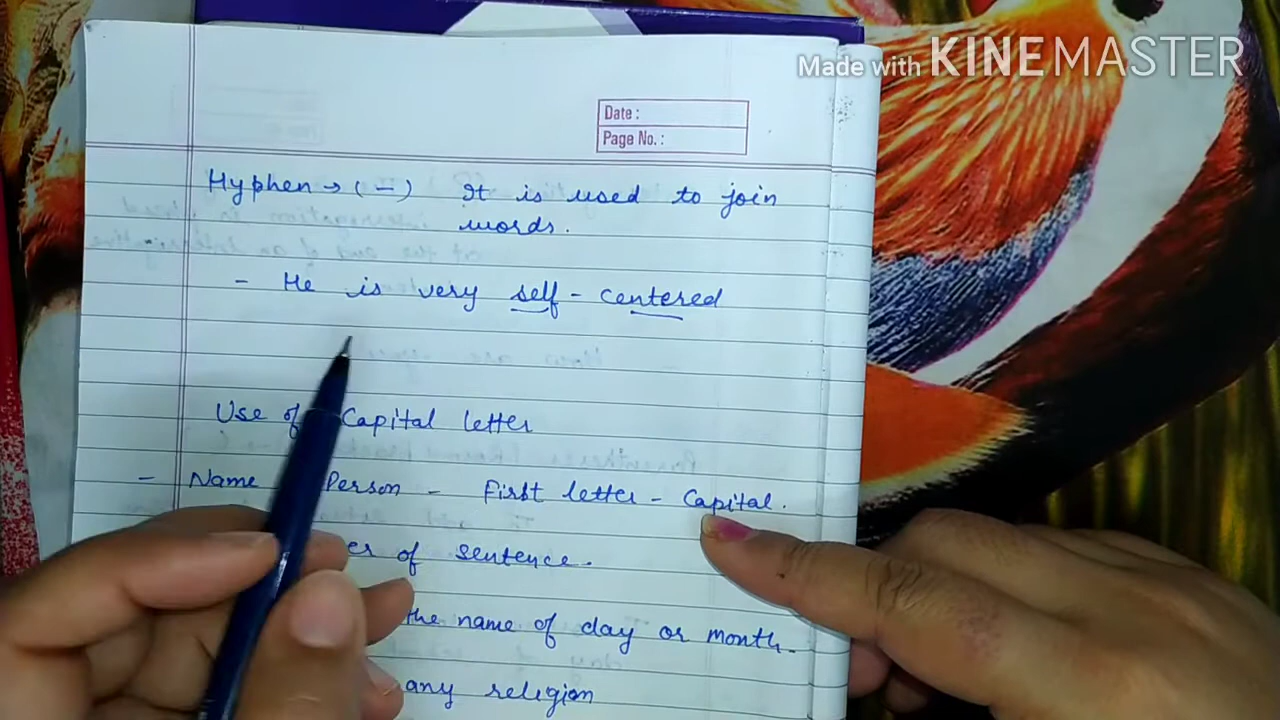 Made with KINEMASTER
Date :
Page No. :
Hyphen → ( - ) It is used to join
words.
- He is very self - centered
Use of Capital letter
- Name Person - First letter - Capital.
of sentence.
the name of day or month.
any religion